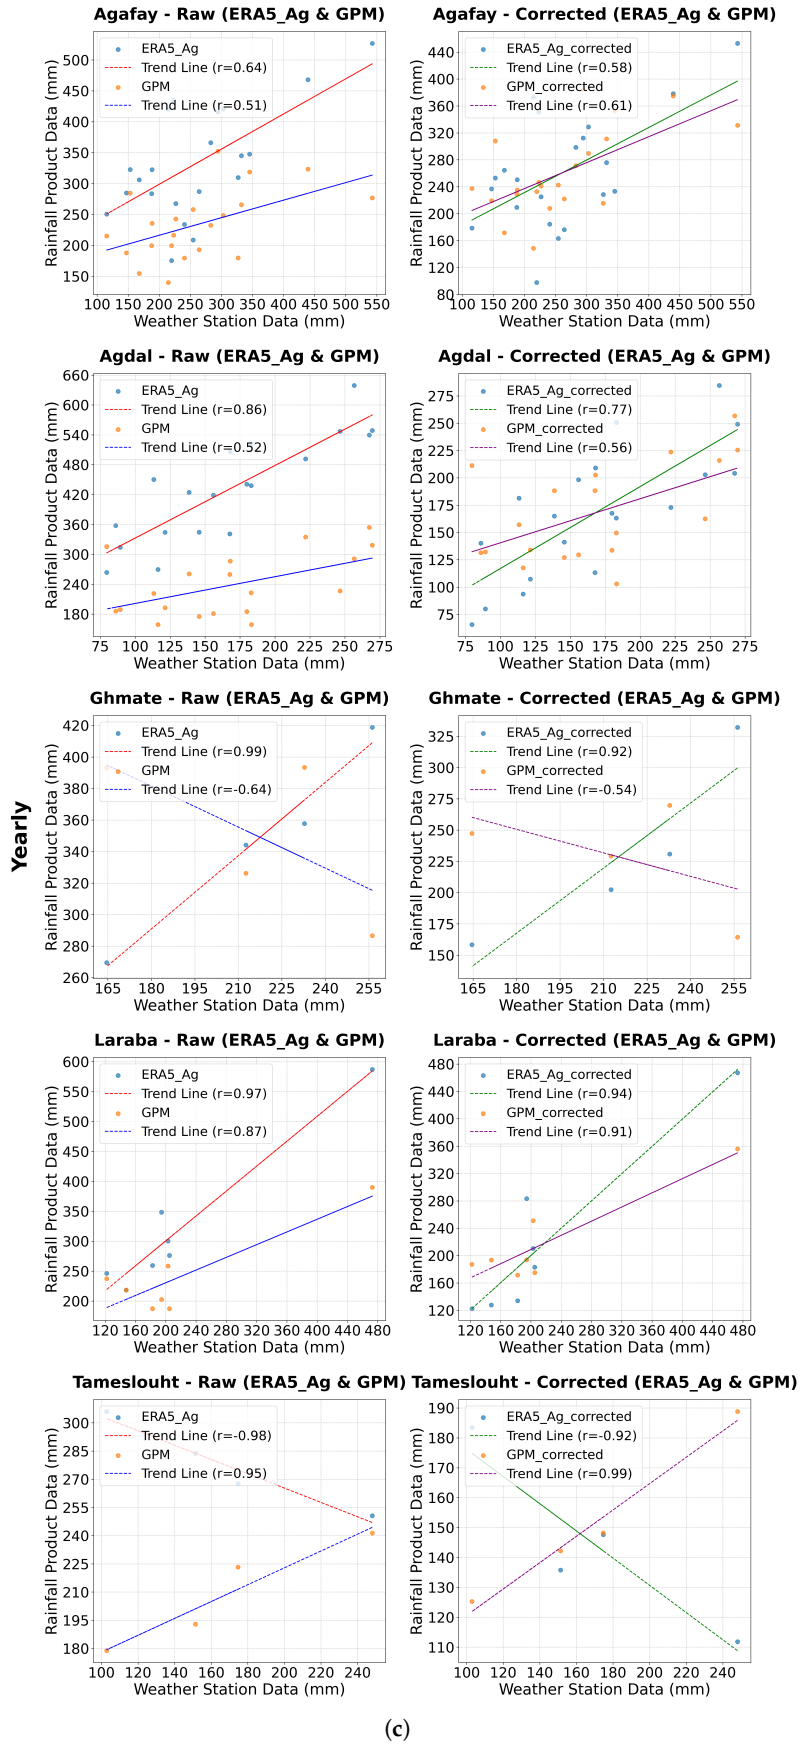 Agafay - Raw (ERA5_Ag & GPM)
Rainfall Product Data (mm)
500
450
400
350
300
250
200
150
ERA5_Ag
Trend Line (r=0.64)
GPM
Trend Line (r=0.51)
100 150 200 250 300 350 400 450 500 550
Weather Station Data (mm)
Agafay - Corrected (ERA5_Ag & GPM)
Rainfall Product Data (mm)
440
400
360
320
280
240
200
160
120
80
ERA5_Ag_corrected
Trend Line (r=0.58)
GPM_corrected
Trend Line (r=0.61)
100 150 200 250 300 350 400 450 500 550
Weather Station Data (mm)
Agdal - Raw (ERA5_Ag & GPM)
Rainfall Product Data (mm)
660
600
540
480
420
360
300
240
180
ERA5_Ag
Trend Line (r=0.86)
GPM
Trend Line (r=0.52)
75 100 125 150 175 200 225 250 275
Weather Station Data (mm)
Agdal - Corrected (ERA5_Ag & GPM)
Rainfall Product Data (mm)
275
250
225
200
175
150
125
100
75
ERA5_Ag_corrected
Trend Line (r=0.77)
GPM_corrected
Trend Line (r=0.56)
75 100 125 150 175 200 225 250 275
Weather Station Data (mm)
Yearly
Ghmate - Raw (ERA5_Ag & GPM)
Rainfall Product Data (mm)
420
400
380
360
340
320
300
280
260
ERA5_Ag
Trend Line (r=0.99)
GPM
Trend Line (r=-0.64)
165 180 195 210 225 240 255
Weather Station Data (mm)
Ghmate - Corrected (ERA5_Ag & GPM)
Rainfall Product Data (mm)
325
300
275
250
225
200
175
150
ERA5_Ag_corrected
Trend Line (r=0.92)
GPM_corrected
Trend Line (r=-0.54)
165 180 195 210 225 240 255
Weather Station Data (mm)
Laraba - Raw (ERA5_Ag & GPM)
Rainfall Product Data (mm)
600
550
500
450
400
350
300
250
200
ERA5_Ag
Trend Line (r=0.97)
GPM
Trend Line (r=0.87)
120 160 200 240 280 320 360 400 440 480
Weather Station Data (mm)
Laraba - Corrected (ERA5_Ag & GPM)
Rainfall Product Data (mm)
480
440
400
360
320
280
240
200
160
120
ERA5_Ag_corrected
Trend Line (r=0.94)
GPM_corrected
Trend Line (r=0.91)
120 160 200 240 280 320 360 400 440 480
Weather Station Data (mm)
Tameslouht - Raw (ERA5_Ag & GPM)
Rainfall Product Data (mm)
300
285
270
255
240
225
210
195
180
ERA5_Ag
Trend Line (r=-0.98)
GPM
Trend Line (r=0.95)
100 120 140 160 180 200 220 240
Weather Station Data (mm)
Tameslouht - Corrected (ERA5_Ag & GPM)
Rainfall Product Data (mm)
190
180
170
160
150
140
130
120
110
ERA5_Ag_corrected
Trend Line (r=-0.92)
GPM_corrected
Trend Line (r=0.99)
100 120 140 160 180 200 220 240
Weather Station Data (mm)
(c)